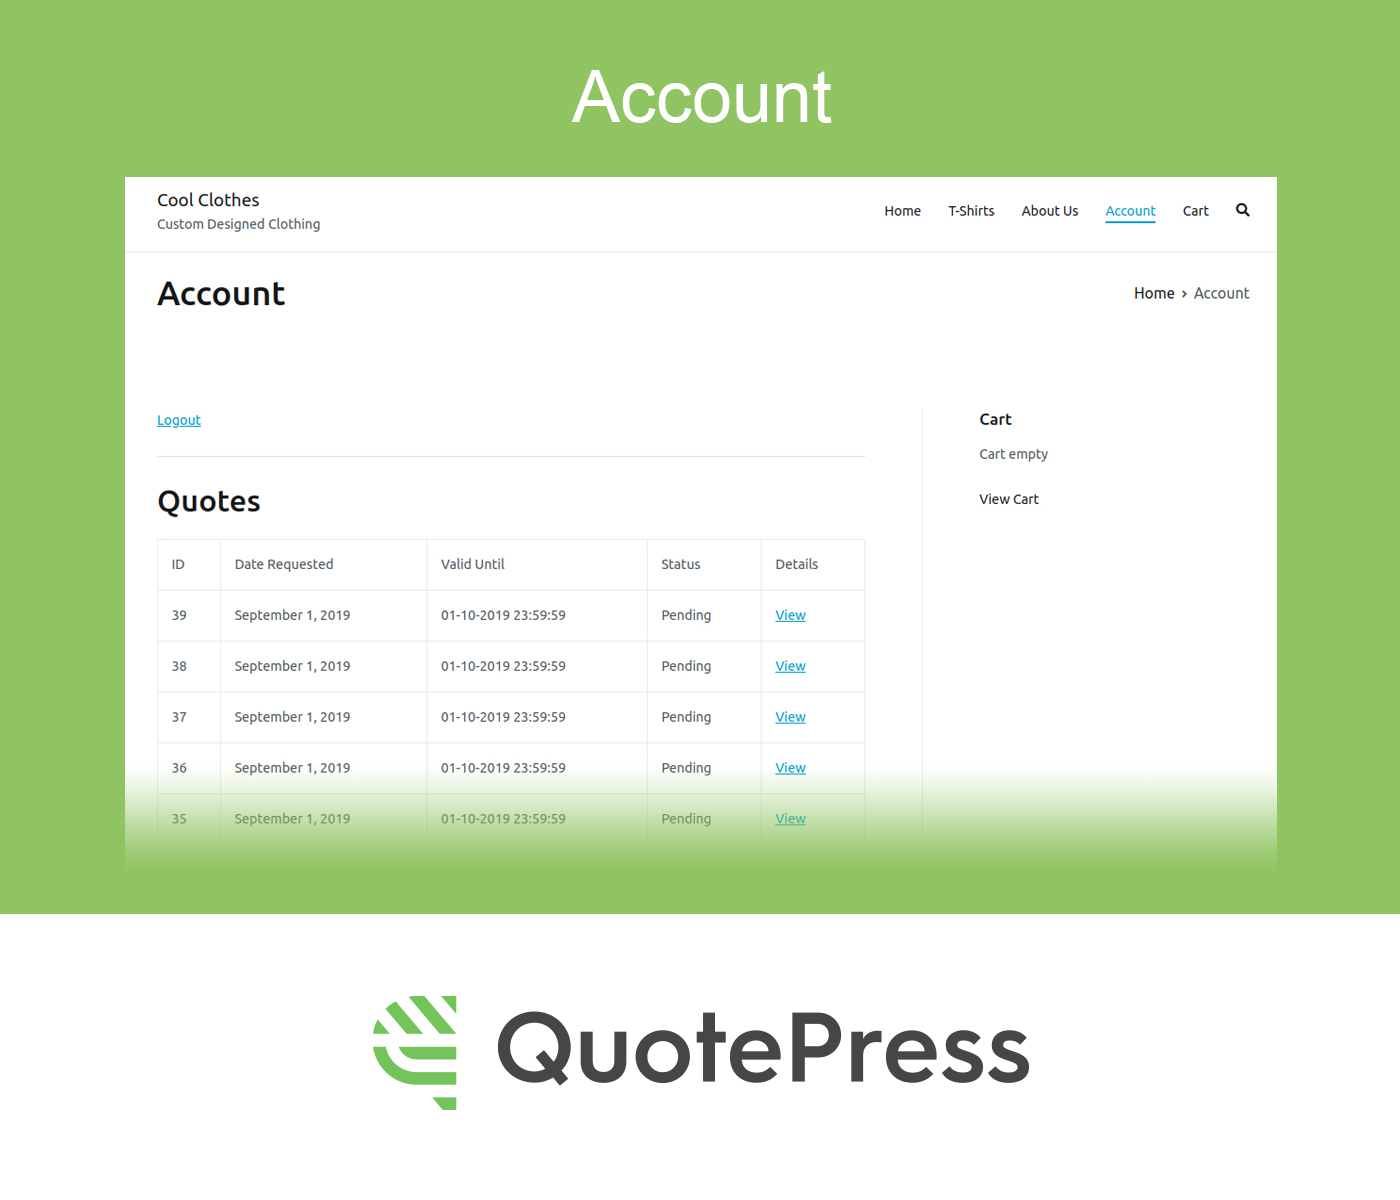 Account
Cool Clothes
Custom Designed Clothing
Home T-Shirts About Us Account Cart
Account
Home › Account
Logout
Cart
Cart empty
View Cart
Quotes
ID Date Requested Valid Until Status Details
39 September 1, 2019 01-10-2019 23:59:59 Pending View
38 September 1, 2019 01-10-2019 23:59:59 Pending View
37 September 1, 2019 01-10-2019 23:59:59 Pending View
36 September 1, 2019 01-10-2019 23:59:59 Pending View
35 September 1, 2019 01-10-2019 23:59:59 Pending View
QuotePress